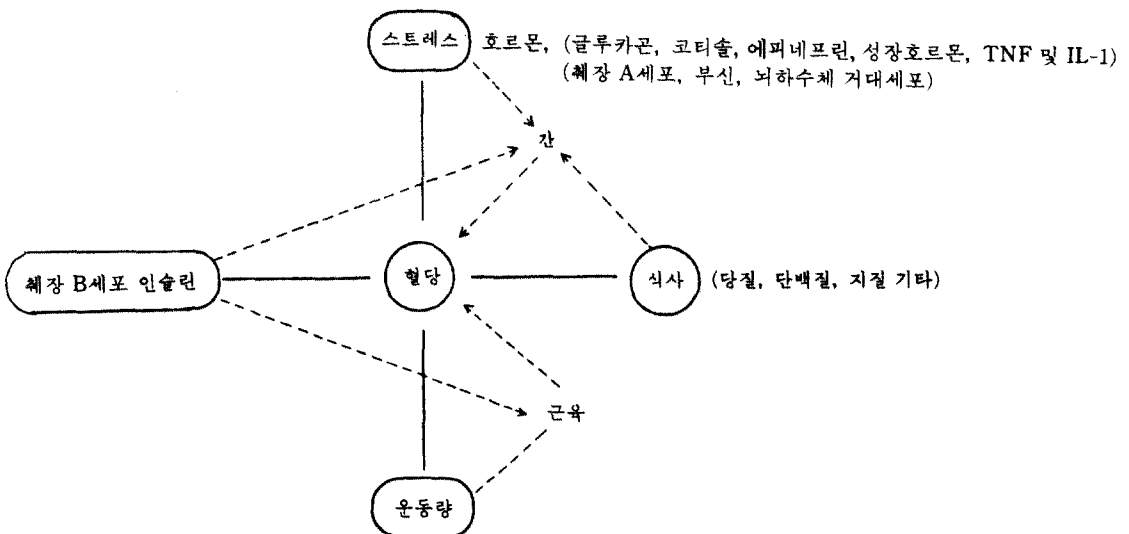 스트레스 호르몬, (글루카곤, 코티솔, 에피네프린, 성장호르몬, TNF 및 IL-1)
(췌장 A세포, 부신, 뇌하수체 거대세포)
간
췌장 B세포 인슐린
혈당
식사 (당질, 단백질, 지절 기타)
근육
운동량